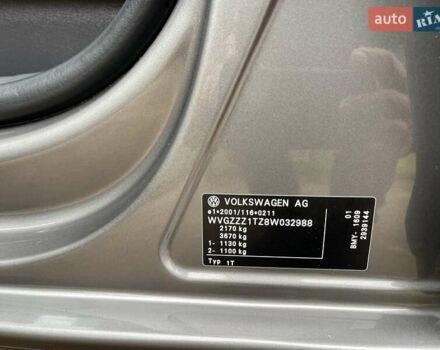 auto RIA
VOLKSWAGEN AG
e1*2001/116*0211
WVGZZZ1TZ8W032988
2170 kg
3670 kg
1- 1130 kg
2- 1100 kg
Typ 1T
01
BMY- 1609
2939144